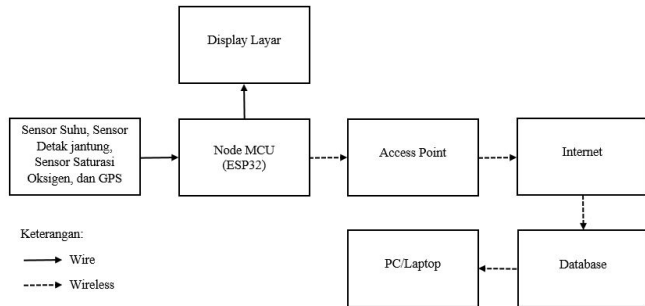 Display Layar
Sensor Suhu, Sensor
Detak jantung,
Sensor Saturasi
Oksigen, dan GPS
Node MCU
(ESP32)
Access Point
Internet
Keterangan:
Wire
Wireless
PC/Laptop
Database